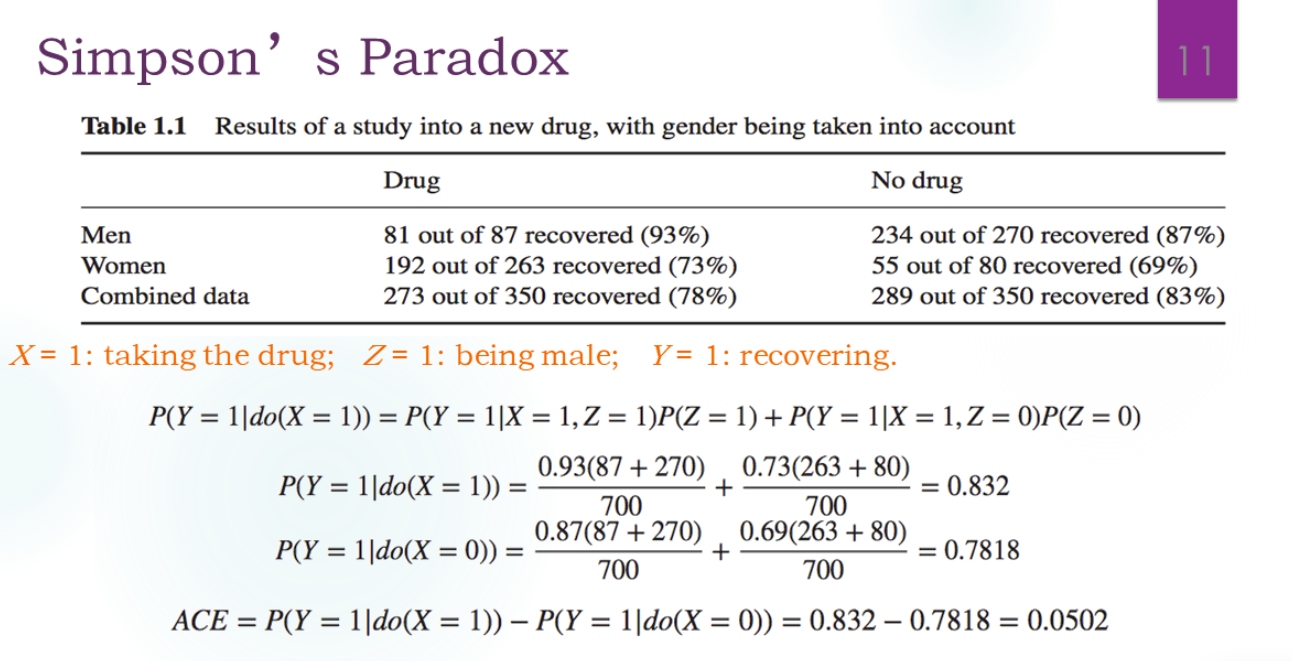 Simpson’s Paradox
11
Table 1.1 Results of a study into a new drug, with gender being taken into account
Drug No drug
Men 81 out of 87 recovered (93%) 234 out of 270 recovered (87%)
Women 192 out of 263 recovered (73%) 55 out of 80 recovered (69%)
Combined data 273 out of 350 recovered (78%) 289 out of 350 recovered (83%)
X = 1: taking the drug; Z = 1: being male; Y = 1: recovering.
P(Y = 1|do(X = 1)) = P(Y = 1|X = 1, Z = 1)P(Z = 1) + P(Y = 1|X = 1, Z = 0)P(Z = 0)
P(Y = 1|do(X = 1)) = 0.93(87 + 270)/700 + 0.73(263 + 80)/700 = 0.832
P(Y = 1|do(X = 0)) = 0.87(87 + 270)/700 + 0.69(263 + 80)/700 = 0.7818
ACE = P(Y = 1|do(X = 1)) − P(Y = 1|do(X = 0)) = 0.832 − 0.7818 = 0.0502